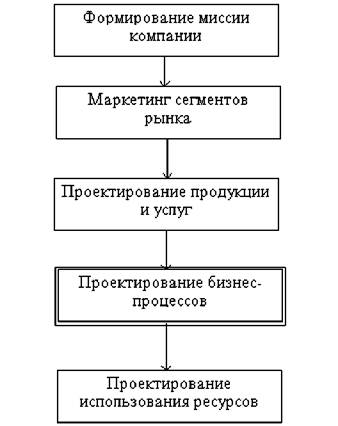 Формирование миссии
компании
Маркетинг сегментов
рынка
Проектирование продукции
и услуг
Проектирование бизнес-
процессов
Проектирование
использования ресурсов